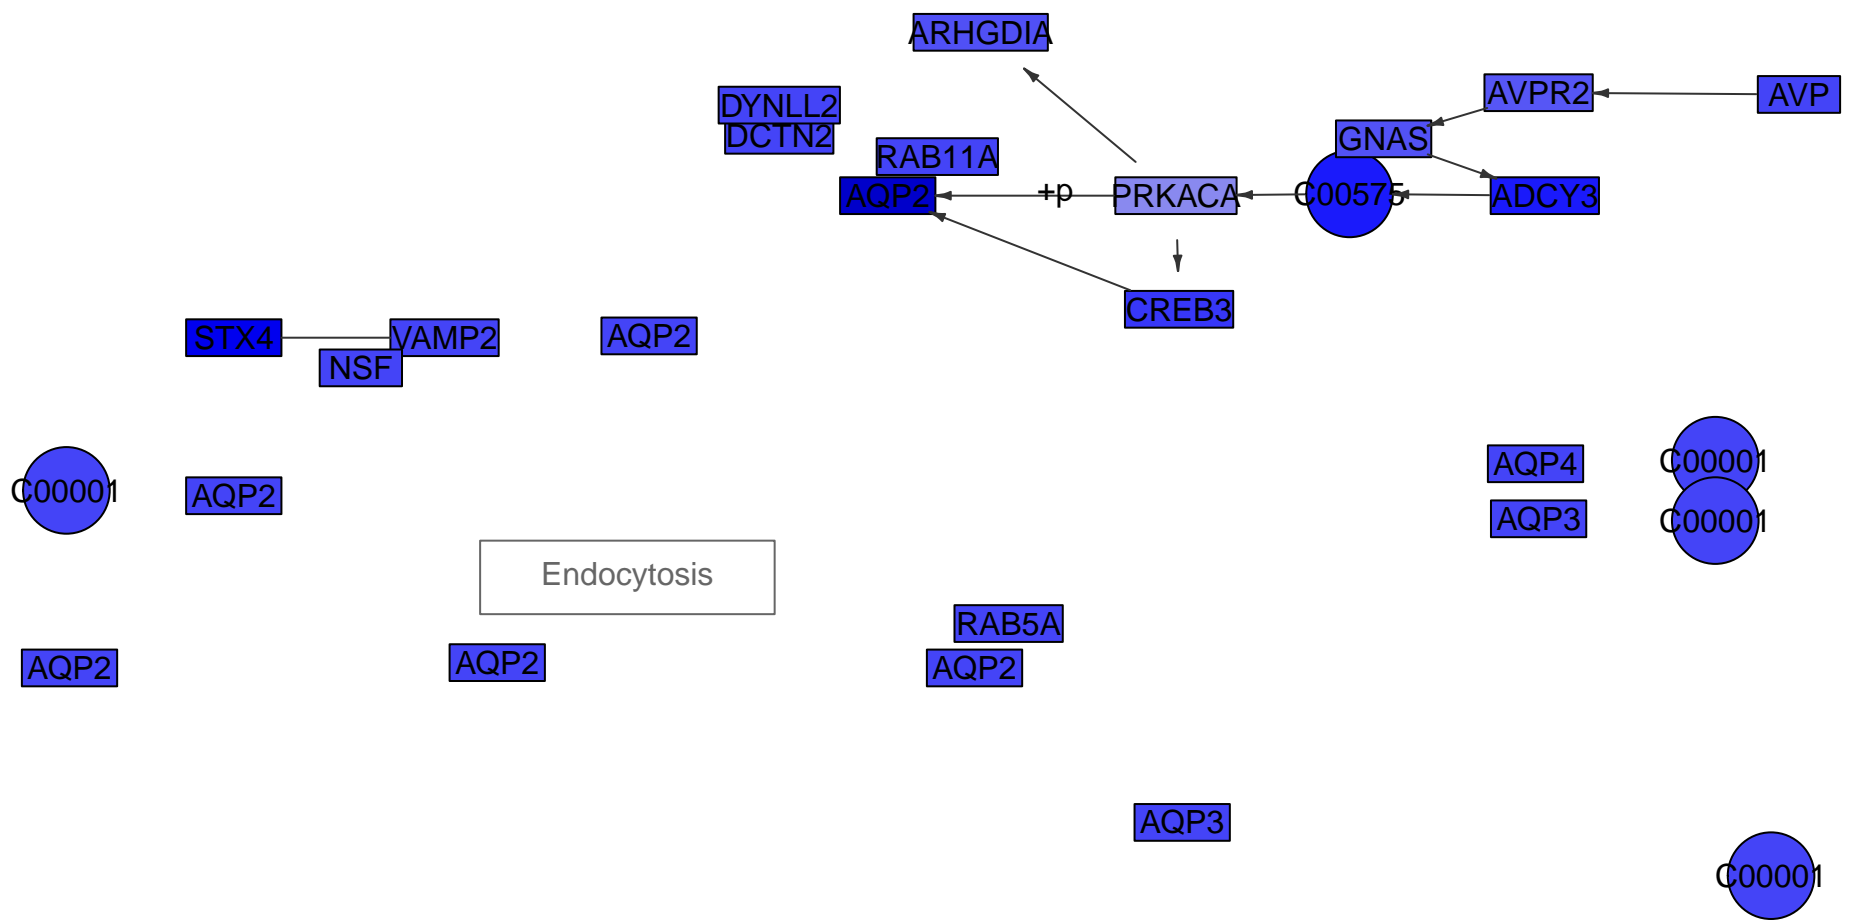 ARHGDIA
DYNLL2
AVPR2
AVP
DCTN2
GNAS
RAB11A
AQP2
+p
PRKACA
C00575
ADCY3
CREB3
STX4
VAMP2
AQP2
NSF
C00001
AQP2
AQP4
C00001
AQP3
C00001
Endocytosis
RAB5A
AQP2
AQP2
AQP2
AQP3
C00001